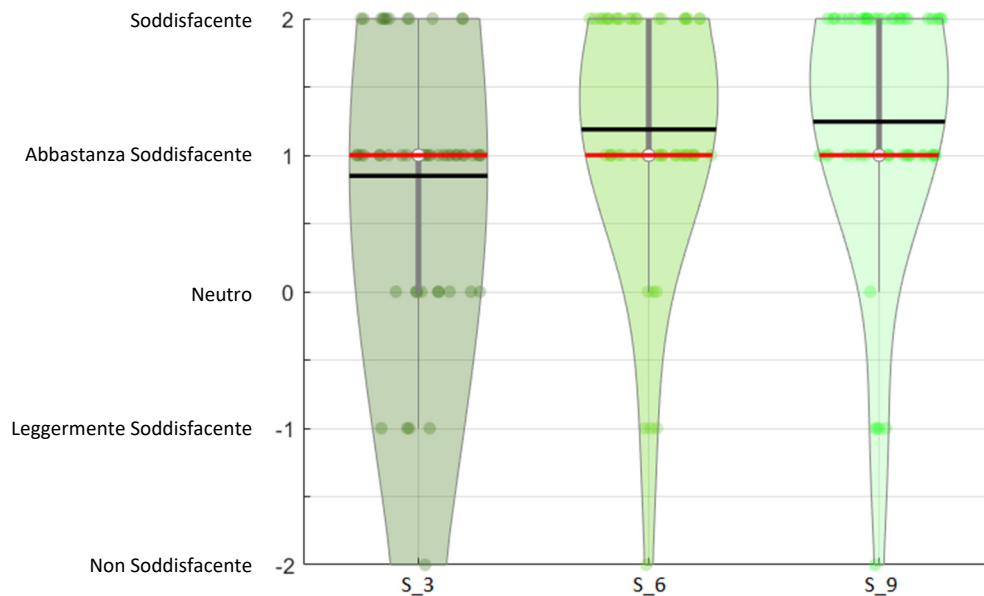 Soddisfacente 2
Abbastanza Soddisfacente 1
Neutro 0
Leggermente Soddisfacente -1
Non Soddisfacente -2
S_3 S_6 S_9